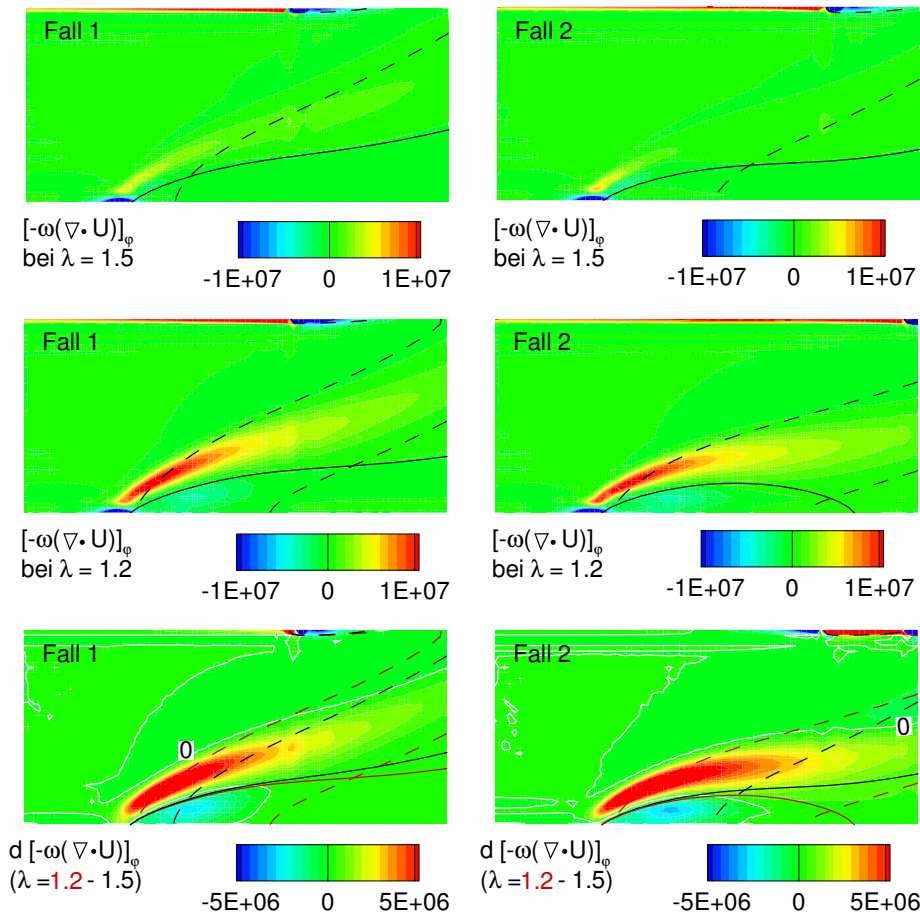 Fall 1
Fall 2
[-ω(∇•U)]φ
bei λ = 1.5
-1E+07 0 1E+07
[-ω(∇•U)]φ
bei λ = 1.5
-1E+07 0 1E+07
Fall 1
Fall 2
[-ω(∇•U)]φ
bei λ = 1.2
-1E+07 0 1E+07
[-ω(∇•U)]φ
bei λ = 1.2
-1E+07 0 1E+07
Fall 1
0
Fall 2
0
d [-ω(∇•U)]φ
(λ =1.2 - 1.5)
-5E+06 0 5E+06
d [-ω(∇•U)]φ
(λ =1.2 - 1.5)
-5E+06 0 5E+06